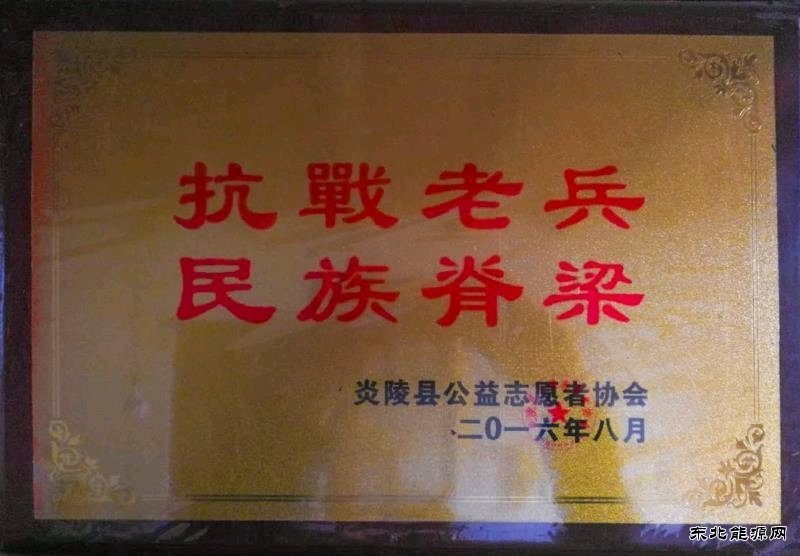 抗戰老兵
民族脊梁
炎陵县公益志愿者协会
二0一六年八月
东北能源网